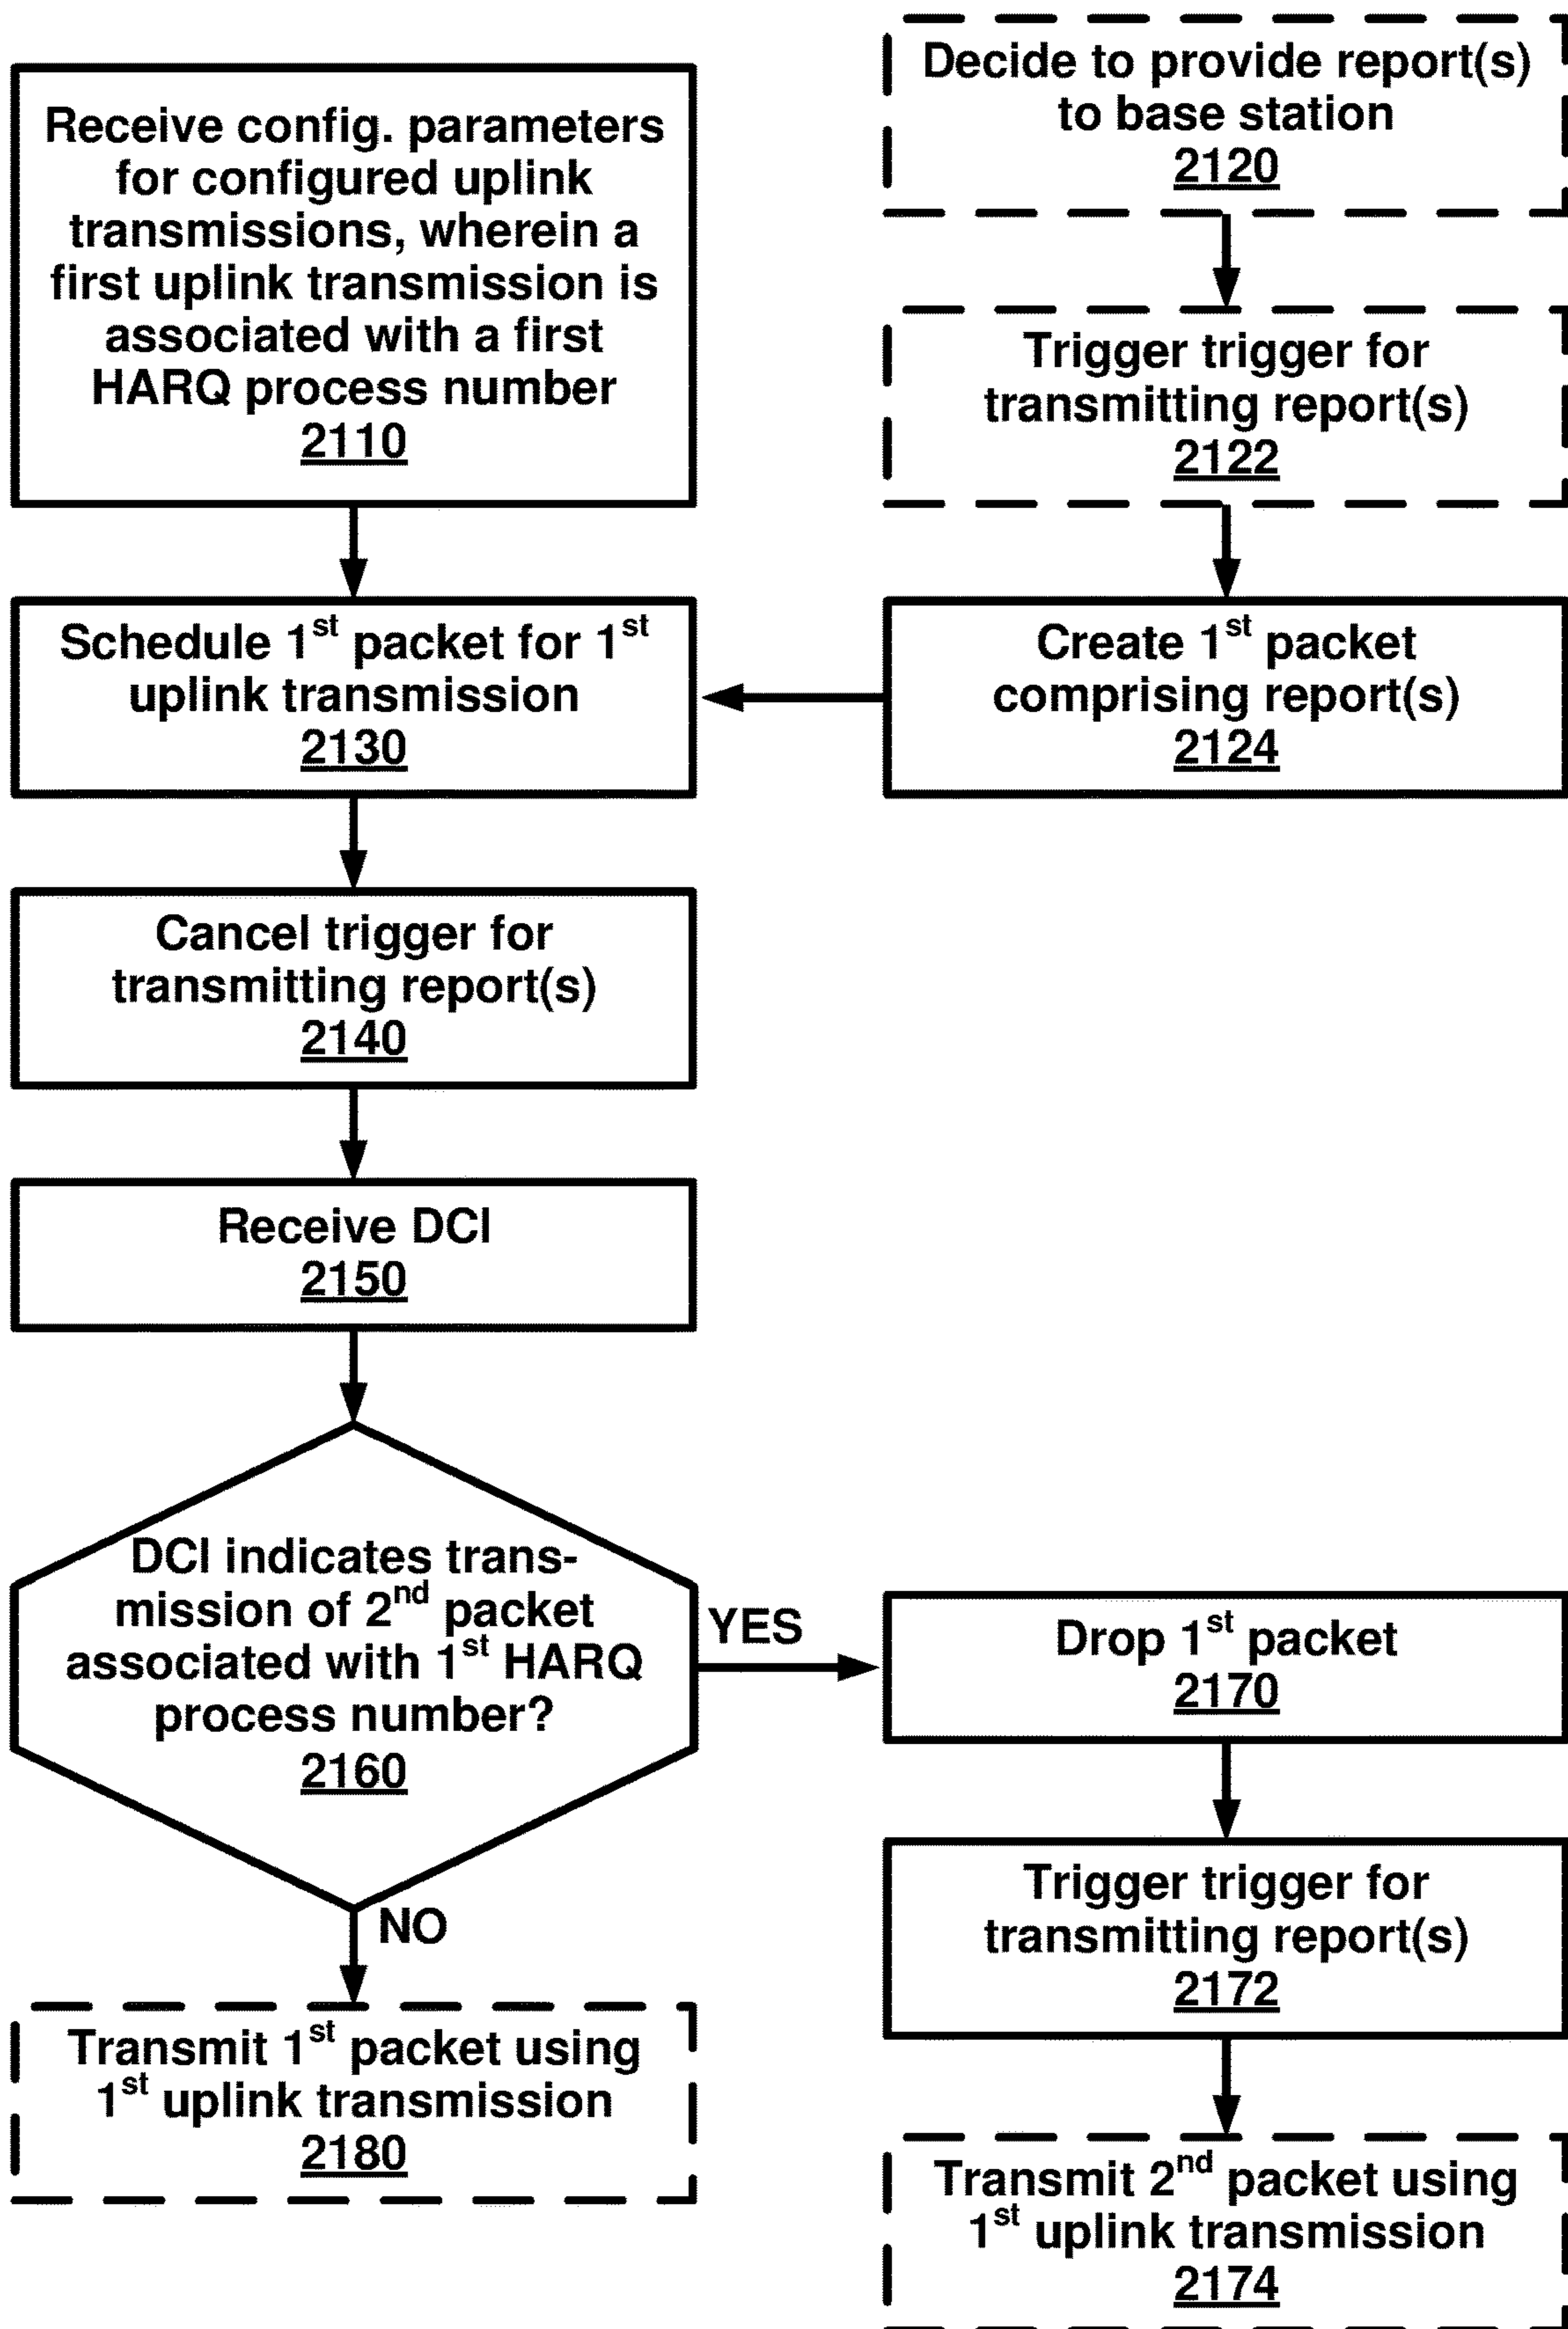 Receive config. parameters
for configured uplink
transmissions, wherein a
first uplink transmission is
associated with a first
HARQ process number
2110
Decide to provide report(s)
to base station
2120
Trigger trigger for
transmitting report(s)
2122
Create 1st packet
comprising report(s)
2124
Schedule 1st packet for 1st
uplink transmission
2130
Cancel trigger for
transmitting report(s)
2140
Receive DCI
2150
DCI indicates trans-
mission of 2nd packet
associated with 1st HARQ
process number?
2160
YES
Drop 1st packet
2170
Trigger trigger for
transmitting report(s)
2172
Transmit 2nd packet using
1st uplink transmission
2174
NO
Transmit 1st packet using
1st uplink transmission
2180